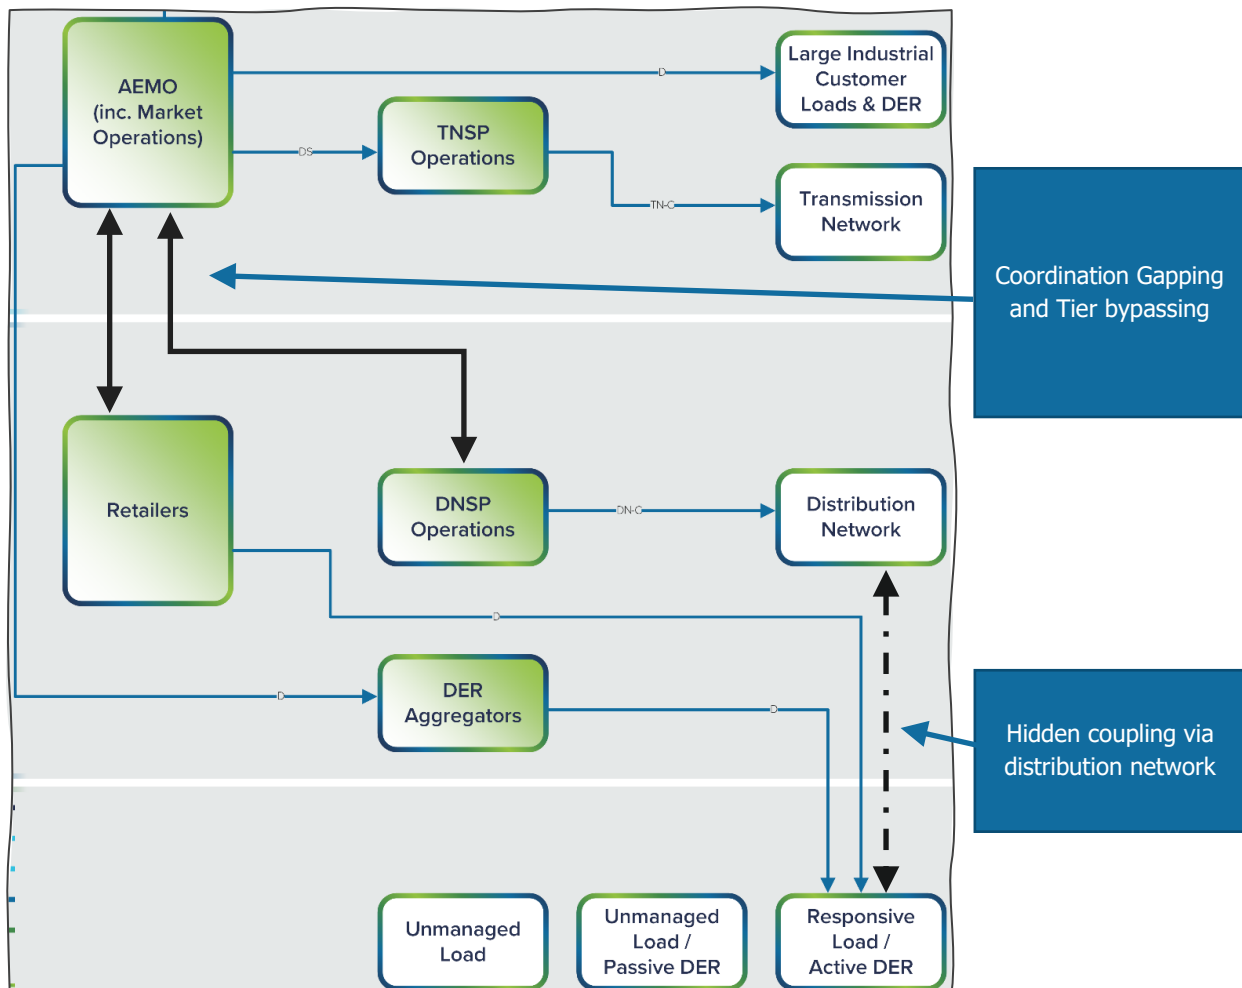 AEMO
(inc. Market
Operations)
D
Large Industrial
Customer
Loads & DER
DS
TNSP
Operations
TN-C
Transmission
Network
Coordination Gapping
and Tier bypassing
Retailers
DNSP
Operations
DN-C
Distribution
Network
D
D
DER
Aggregators
D
Hidden coupling via
distribution network
Unmanaged
Load
Unmanaged
Load /
Passive DER
Responsive
Load /
Active DER